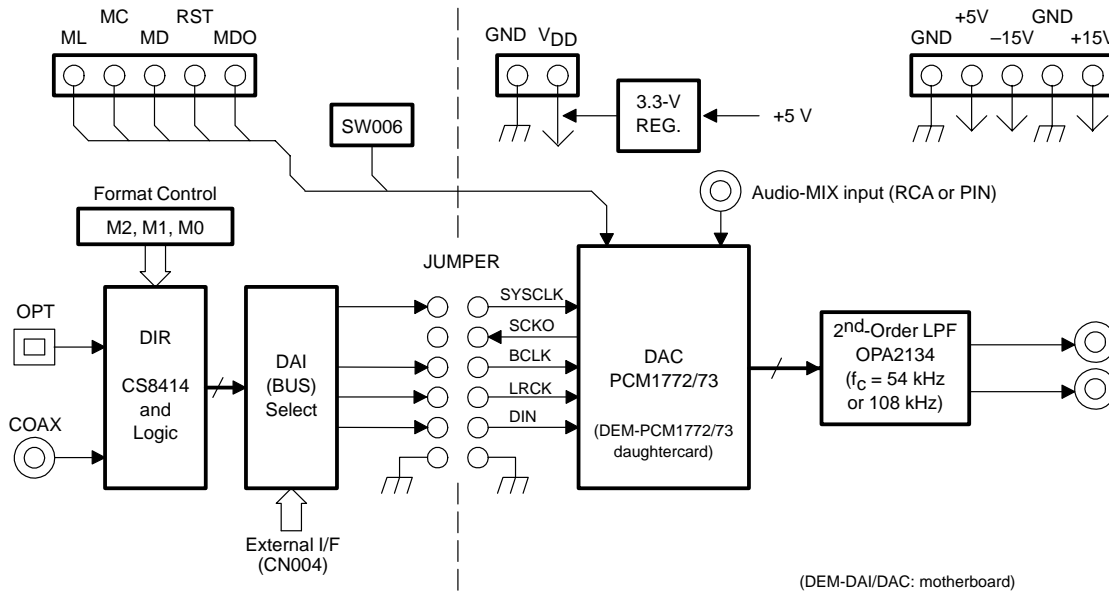 MC RST
ML MD MDO
GND VDD
+5V GND
GND –15V +15V
SW006
3.3-V
REG.
+5 V
Format Control
M2, M1, M0
Audio-MIX input (RCA or PIN)
JUMPER
OPT
COAX
DIR
CS8414
and
Logic
DAI
(BUS)
Select
SYSCLK
SCKO
BCLK
LRCK
DIN
DAC
PCM1772/73
(DEM-PCM1772/73
daughtercard)
2nd-Order LPF
OPA2134
(fC = 54 kHz
or 108 kHz)
External I/F
(CN004)
(DEM-DAI/DAC: motherboard)